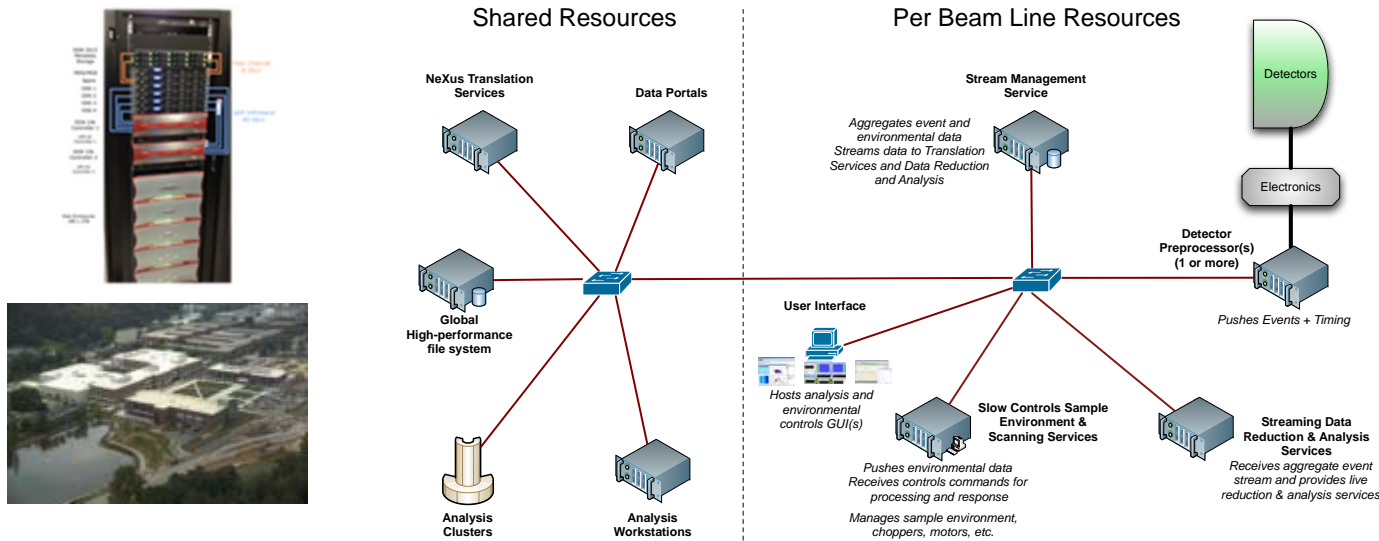 Shared Resources
Per Beam Line Resources
NeXus Translation
Services
Data Portals
Global
High-performance
file system
Analysis
Clusters
Analysis
Workstations
Stream Management
Service
Aggregates event and
environmental data
Streams data to Translation
Services and Data Reduction
and Analysis
Detectors
Electronics
Detector
Preprocessor(s)
(1 or more)
Pushes Events + Timing
User Interface
Hosts analysis and
environmental
controls GUI(s)
Slow Controls Sample
Environment &
Scanning Services
Pushes environmental data
Receives controls commands for
processing and response
Manages sample environment,
choppers, motors, etc.
Streaming Data
Reduction & Analysis
Services
Receives aggregate event
stream and provides live
reduction & analysis services